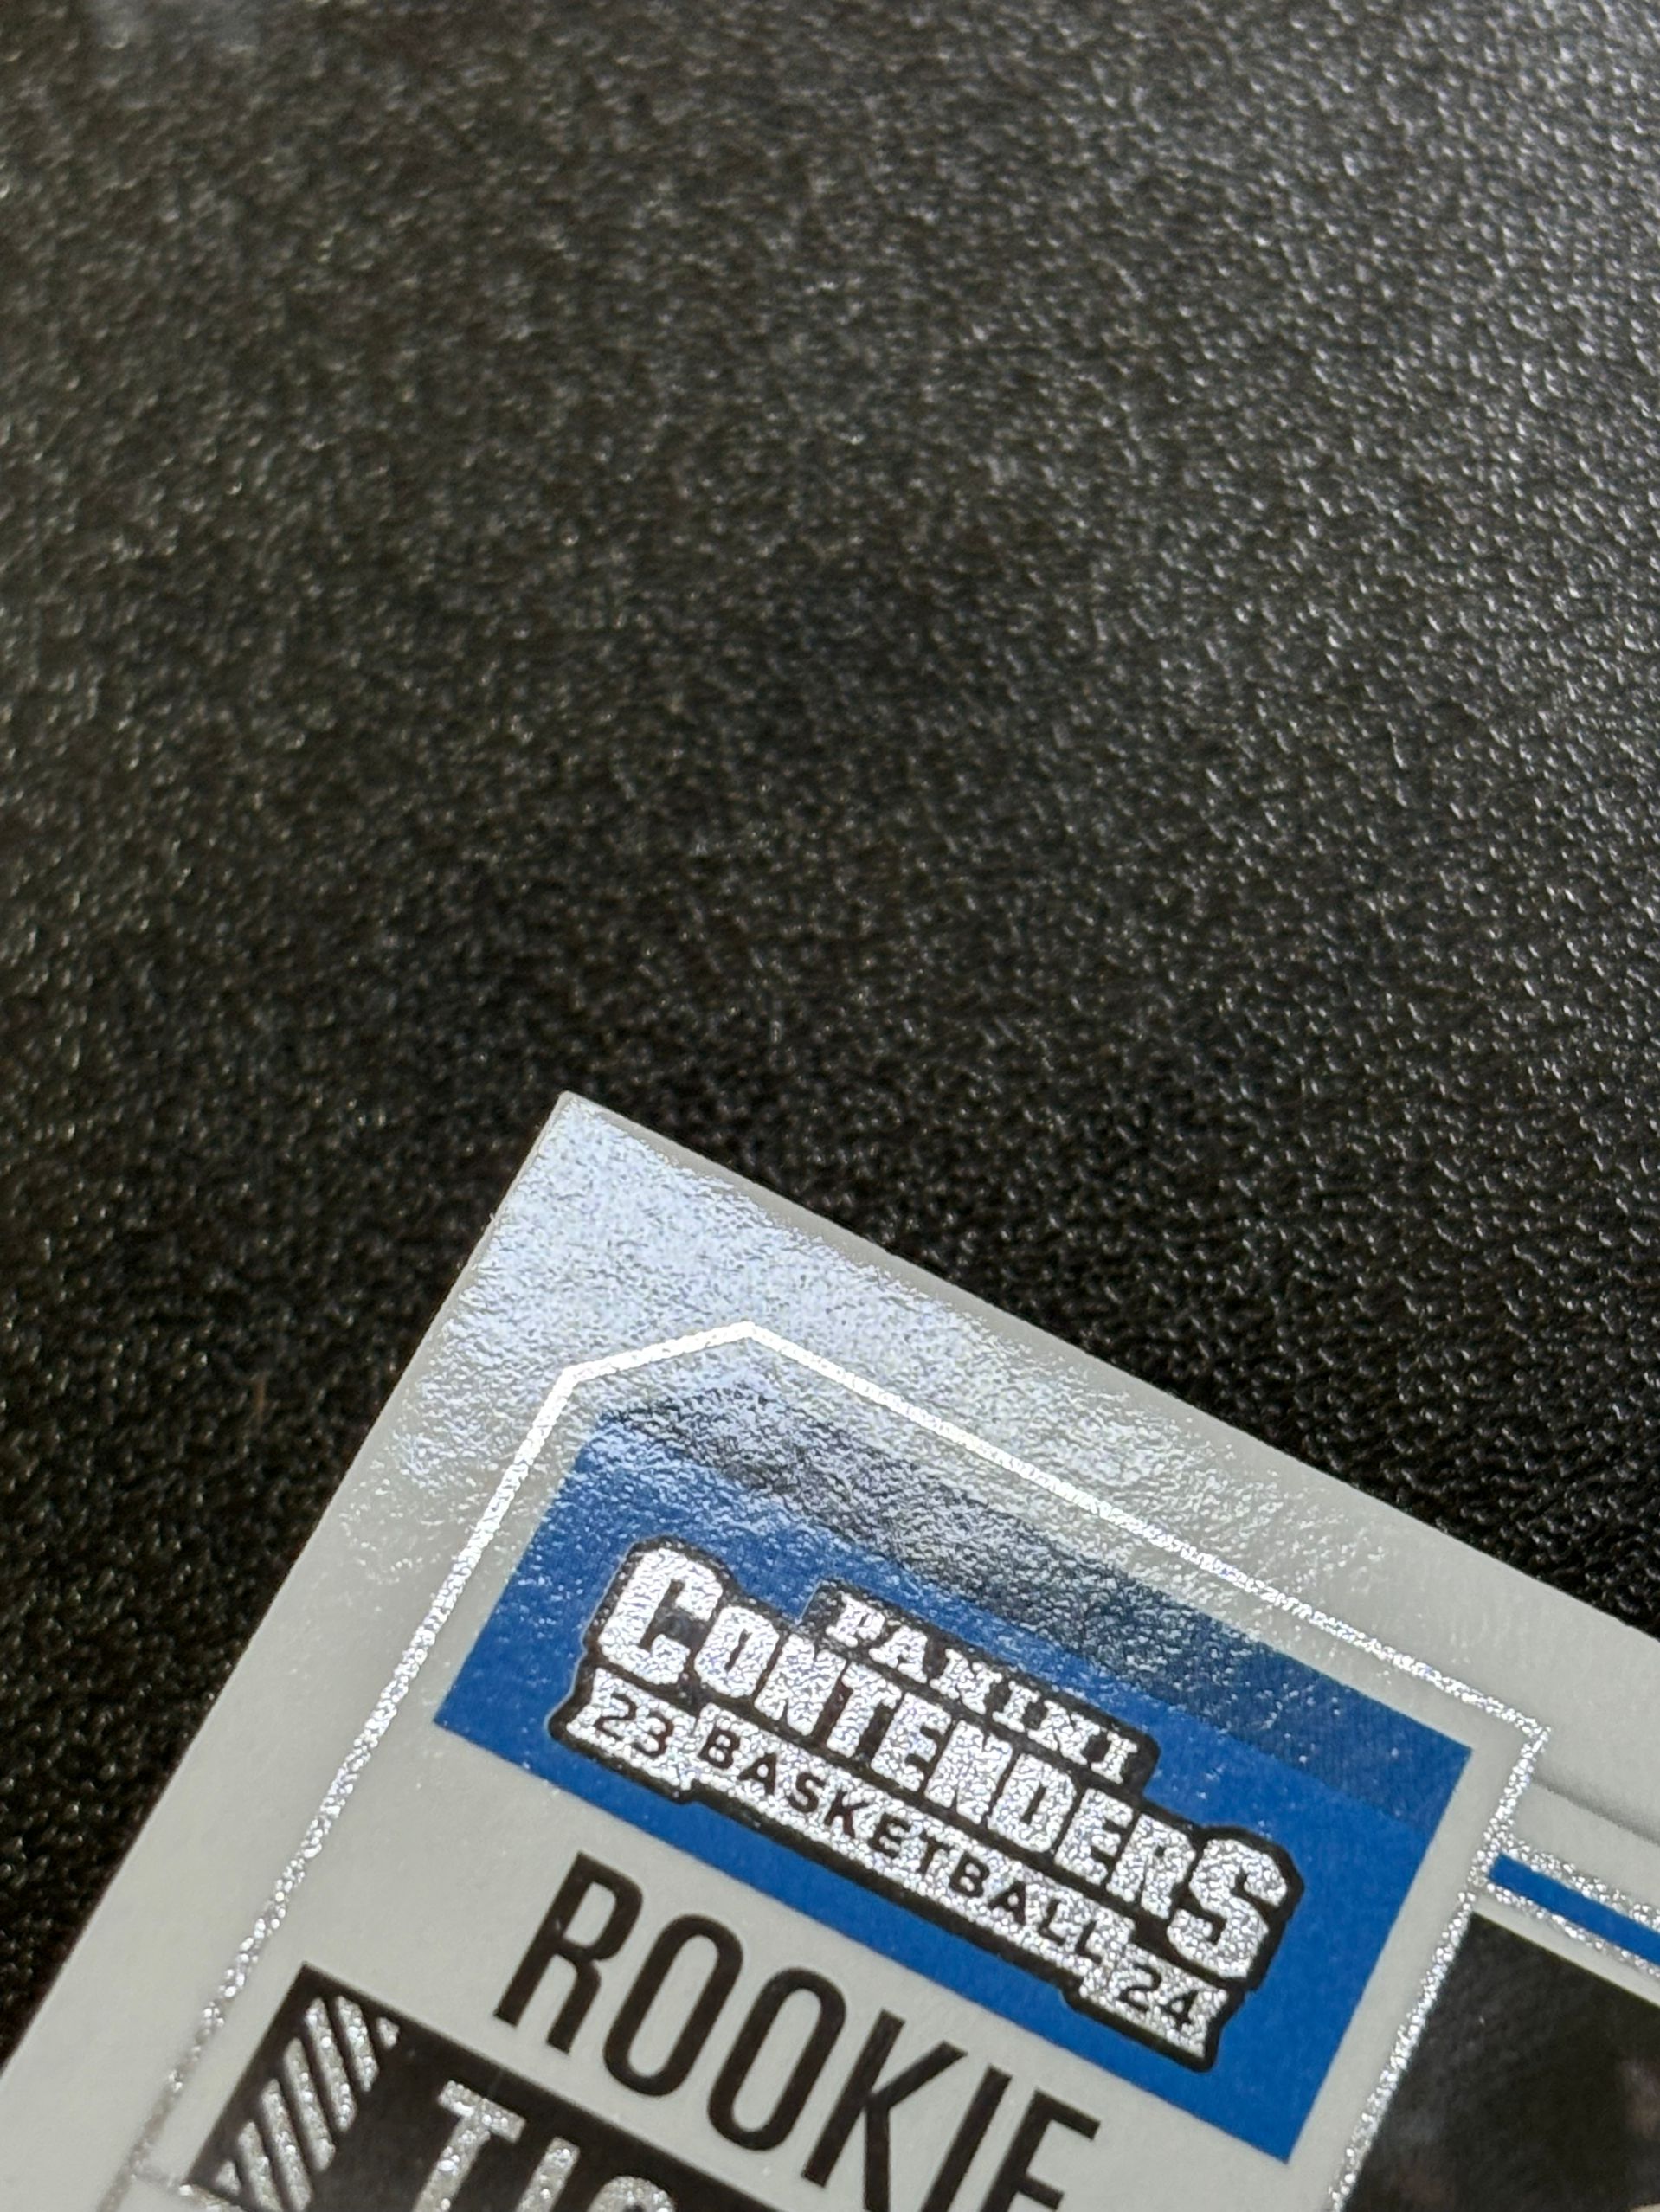 PANINI
CONTENDERS
23 BASKETBALL 24
ROOKIE